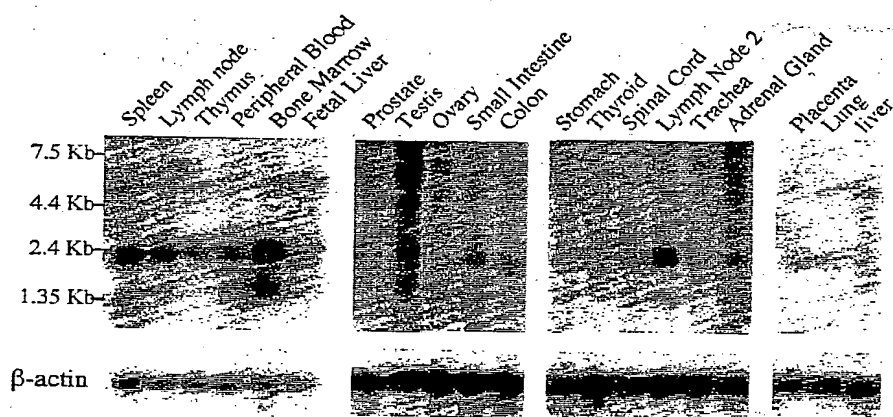 Spleen
Lymph node
Thymus
Peripheral Blood
Bone Marrow
Fetal Liver
Prostate
Testis
Ovary
Small Intestine
Colon
Stomach
Thyroid
Spinal Cord
Lymph Node 2
Trachea
Adrenal Gland
Placenta
Lung
liver
7.5 Kb
4.4 Kb
2.4 Kb
1.35 Kb
β-actin